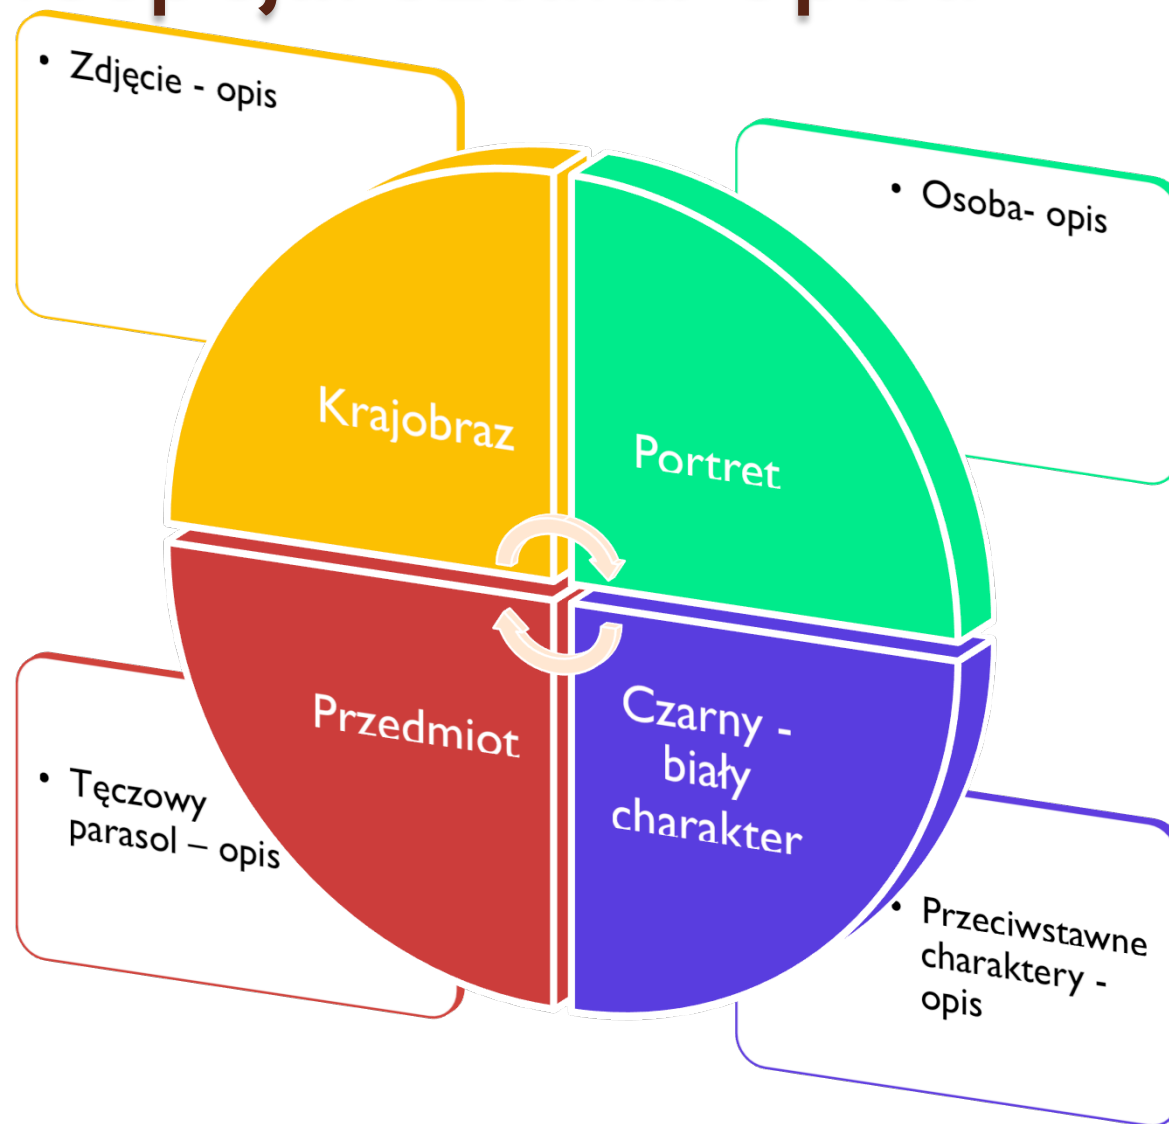 • Zdjęcie - opis
• Osoba- opis
Krajobraz
Portret
Przedmiot
Czarny -
biały
charakter
• Tęczowy
parasol – opis
• Przeciwstawne
charaktery -
opis